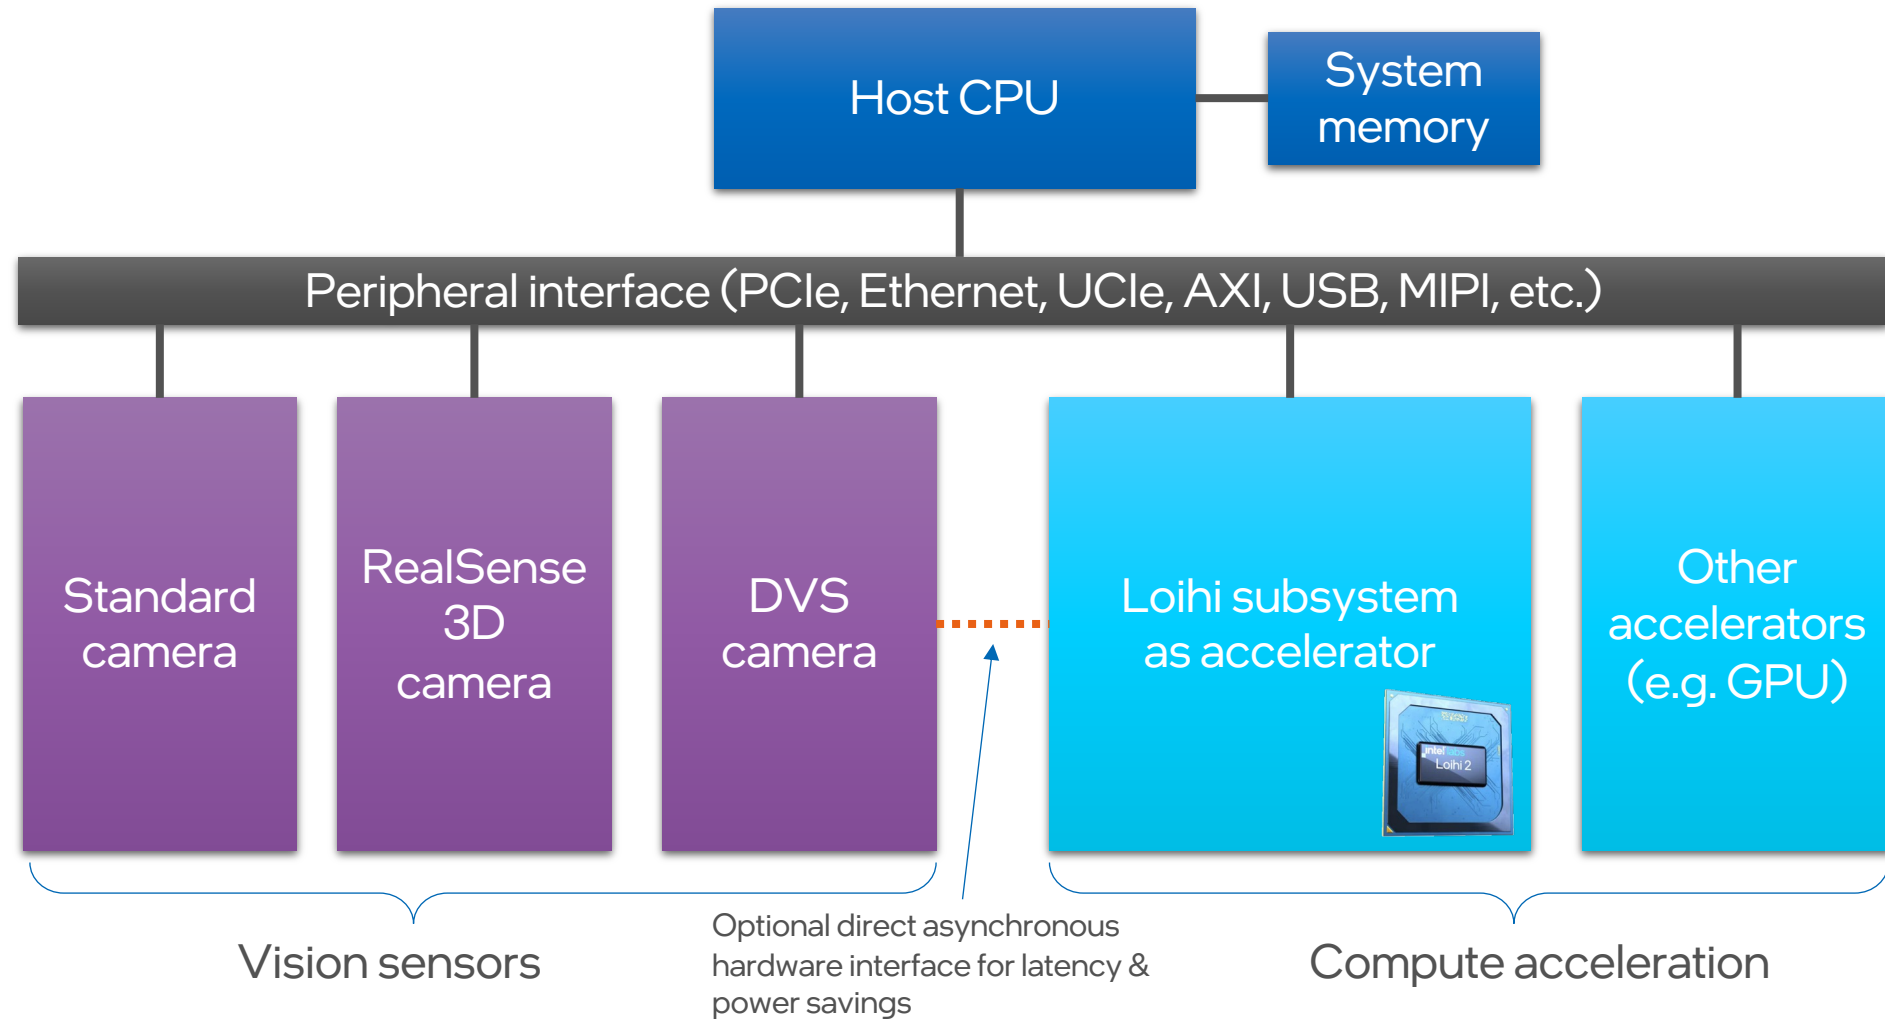 Host CPU
System
memory
Peripheral interface (PCIe, Ethernet, UCIe, AXI, USB, MIPI, etc.)
Standard
camera
RealSense
3D
camera
DVS
camera
Loihi subsystem
as accelerator
intel labs
Loihi 2
Other
accelerators
(e.g. GPU)
Vision sensors
Optional direct asynchronous
hardware interface for latency &
power savings
Compute acceleration